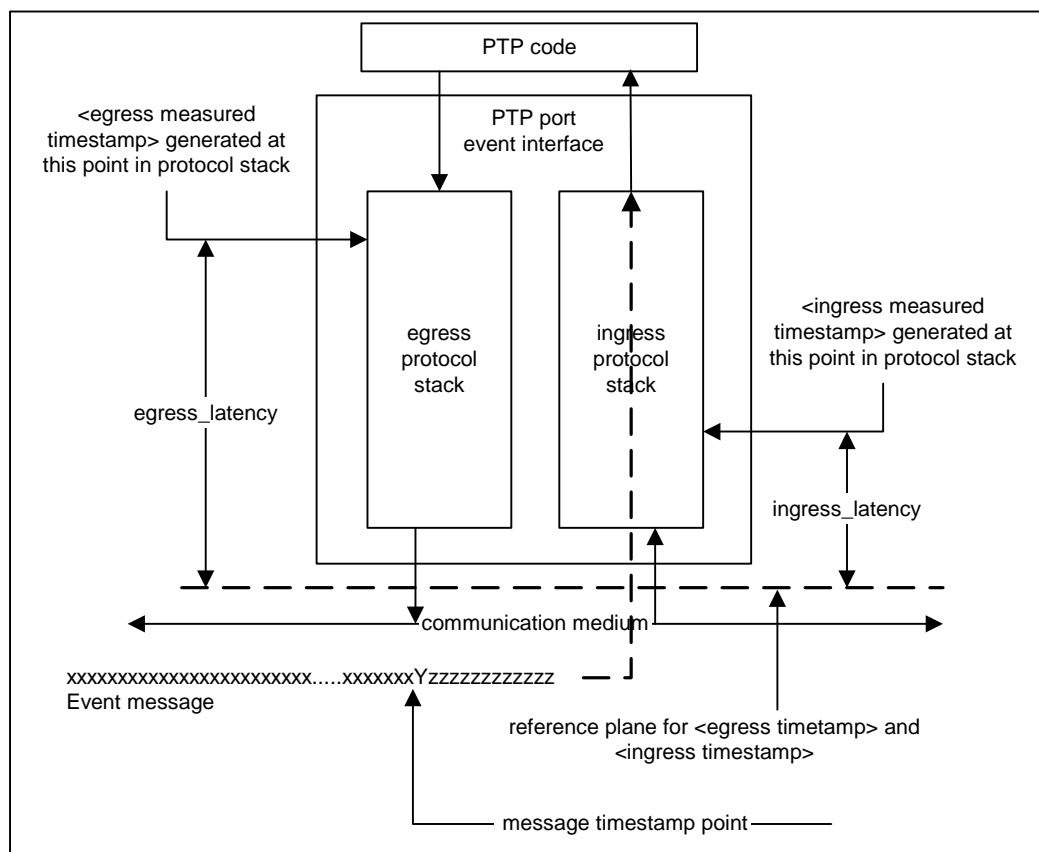 PTP code
<egress measured
timestamp> generated at
this point in protocol stack
PTP port
event interface
egress
protocol
stack
ingress
protocol
stack
<ingress measured
timestamp> generated at
this point in protocol stack
egress_latency
ingress_latency
communication medium
xxxxxxxxxxxxxxxxxxxxxxxx.....xxxxxxxYzzzzzzzzzzzz
Event message
reference plane for <egress timetamp> and
<ingress timestamp>
message timestamp point